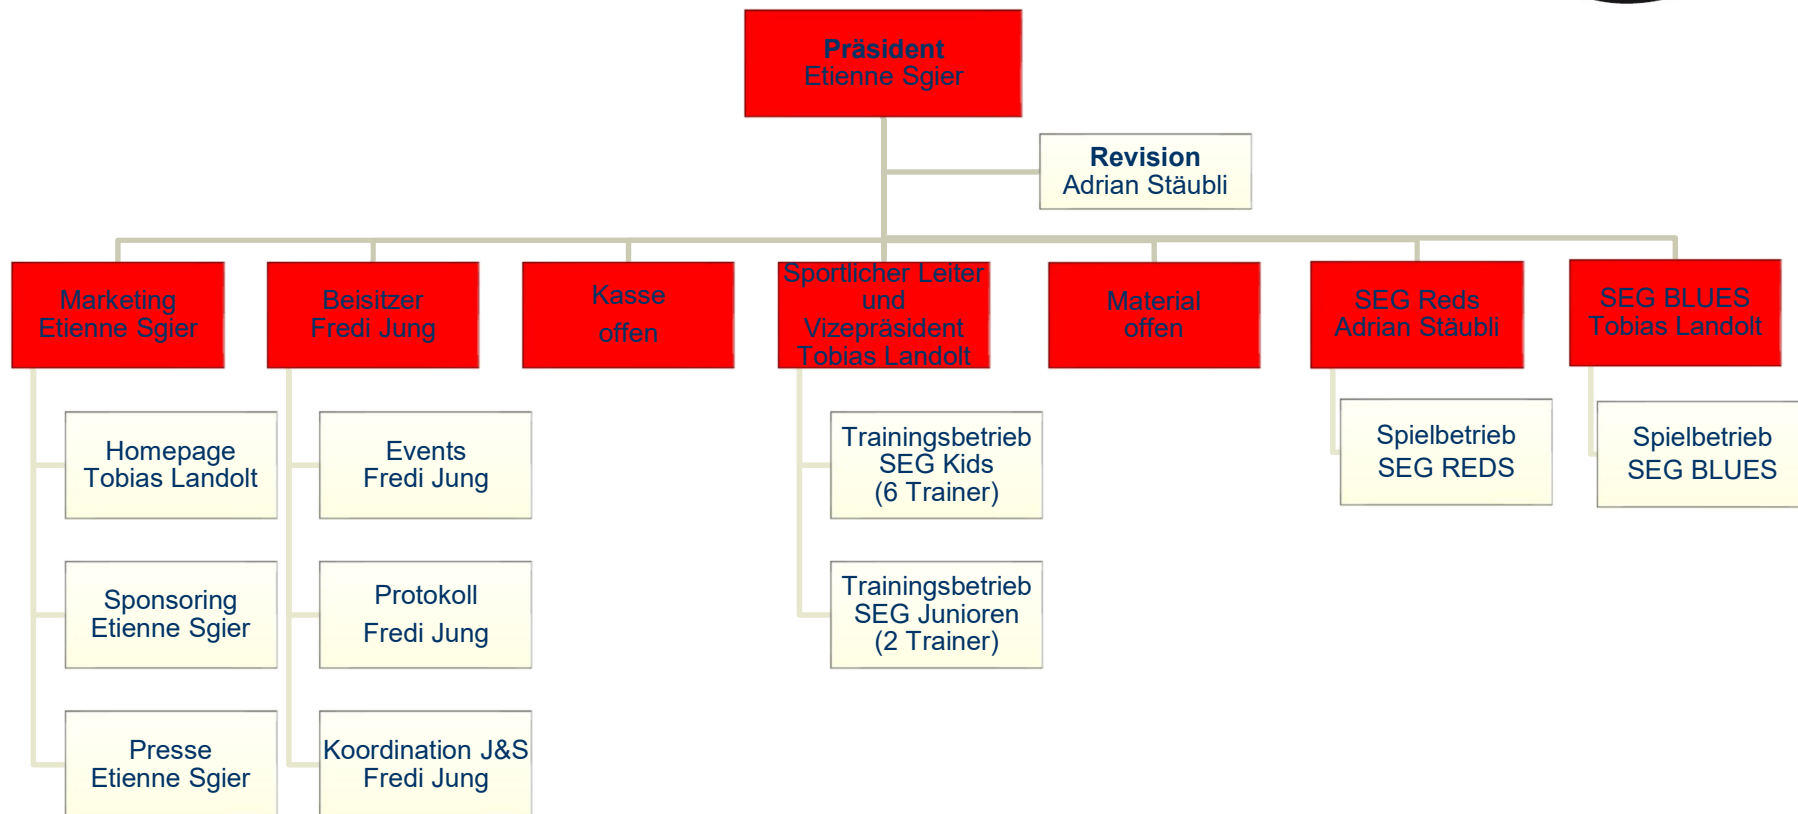 Präsident
Etienne Sgier
Revision
Adrian Stäubli
Marketing
Etienne Sgier
Beisitzer
Fredi Jung
Kasse
offen
Sportlicher Leiter
und
Vizepräsident
Tobias Landolt
Material
offen
SEG Reds
Adrian Stäubli
SEG BLUES
Tobias Landolt
Homepage
Tobias Landolt
Events
Fredi Jung
Trainingsbetrieb
SEG Kids
(6 Trainer)
Spielbetrieb
SEG REDS
Spielbetrieb
SEG BLUES
Sponsoring
Etienne Sgier
Protokoll
Fredi Jung
Trainingsbetrieb
SEG Junioren
(2 Trainer)
Presse
Etienne Sgier
Koordination J&S
Fredi Jung